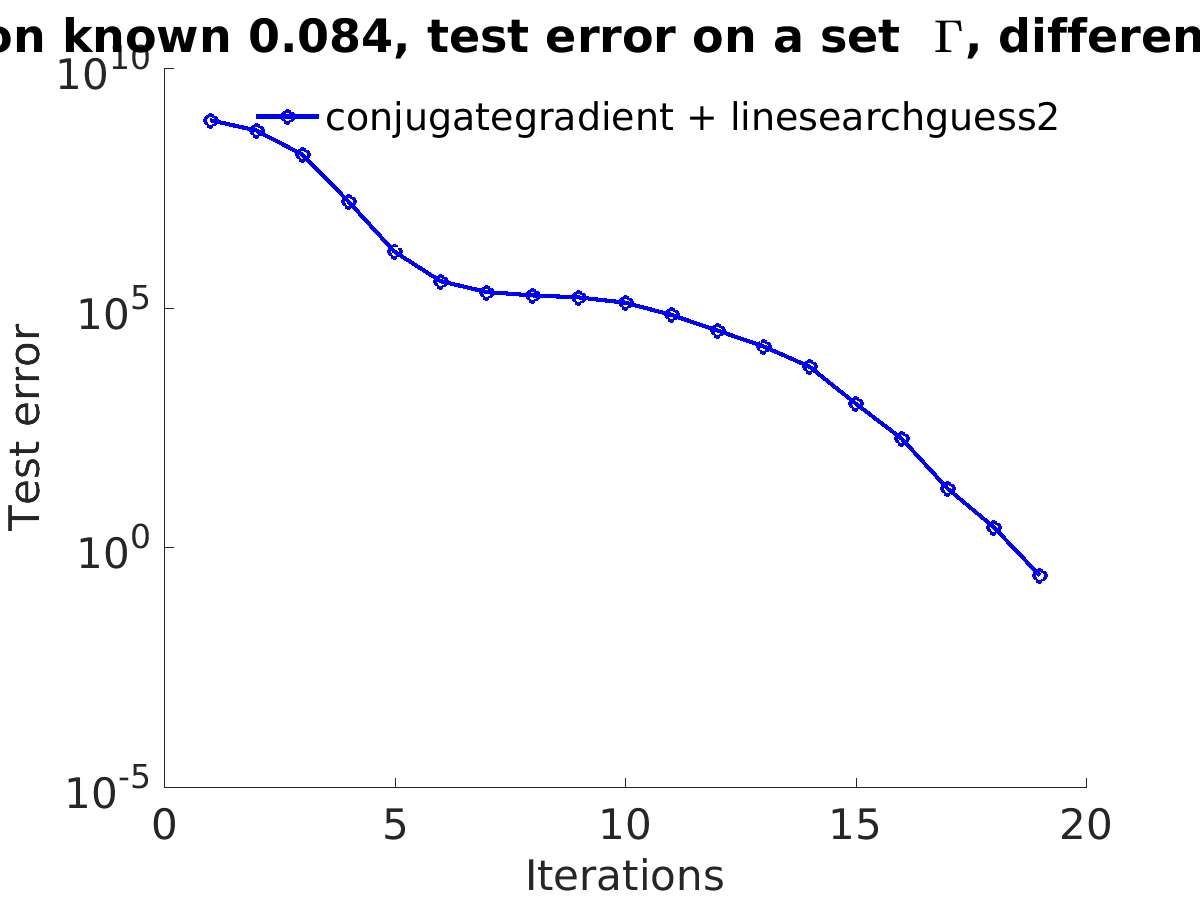 on known 0.084, test error on a set Γ, differen
10^10
conjugategradient + linesearchguess2
10^5
Test error
10^0
10^-5
0 5 10 15 20
Iterations